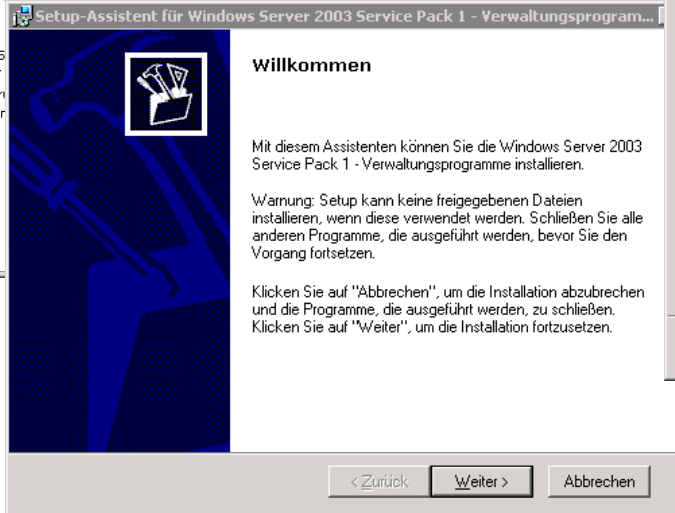 Setup-Assistent für Windows Server 2003 Service Pack 1 - Verwaltungsprogram...
Willkommen
Mit diesem Assistenten können Sie die Windows Server 2003
Service Pack 1 - Verwaltungsprogramme installieren.
Warnung: Setup kann keine freigegebenen Dateien
installieren, wenn diese verwendet werden. Schließen Sie alle
anderen Programme, die ausgeführt werden, bevor Sie den
Vorgang fortsetzen.
Klicken Sie auf "Abbrechen", um die Installation abzubrechen
und die Programme, die ausgeführt werden, zu schließen.
Klicken Sie auf "Weiter", um die Installation fortzusetzen.
< Zurück Weiter > Abbrechen